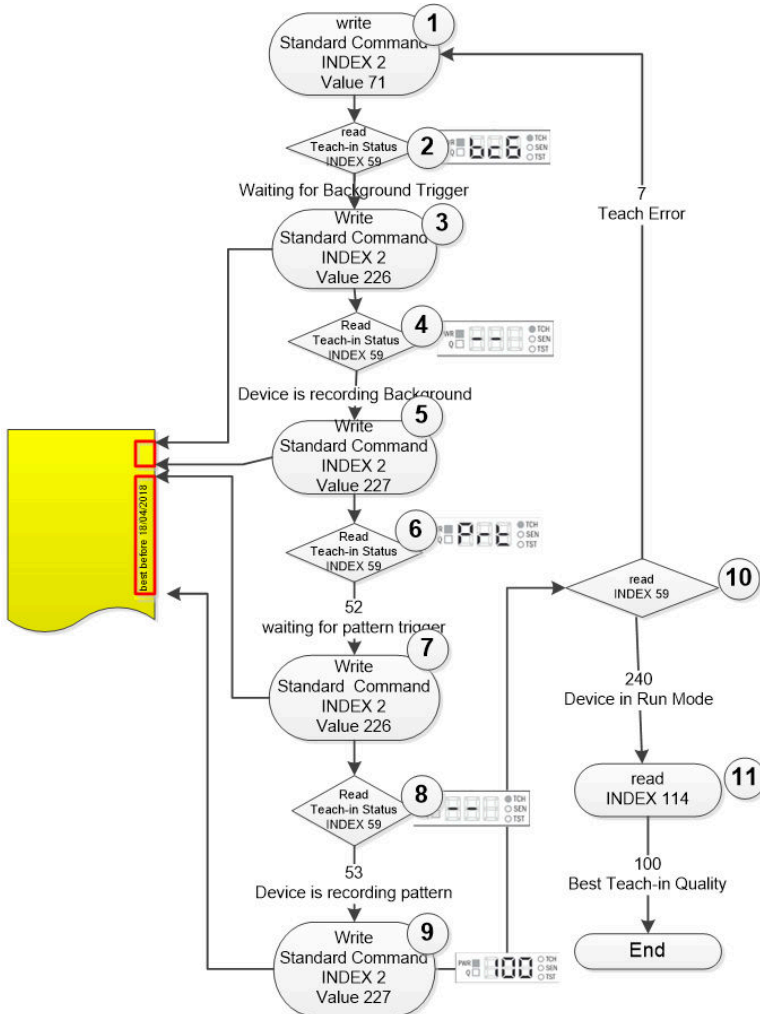 1
write
Standard Command
INDEX 2
Value 71
read
Teach-in Status
INDEX 59
2
bcG
TCH
SEN
Q
TST
Waiting for Background Trigger
7
Teach Error
3
Write
Standard Command
INDEX 2
Value 226
4
Read
Teach-in Status
INDEX 59
WR
TCH
SEN
Q
TST
- -
Device is recording Background
5
Write
Standard Command
INDEX 2
Value 227
best before 18/04/2018
6
Read
Teach-in Status
INDEX 59
Prt
TCH
SEN
Q
TST
52
waiting for pattern trigger
10
read
INDEX 59
7
Write
Standard Command
INDEX 2
Value 226
240
Device in Run Mode
8
Read
Teach-in Status
INDEX 59
- -
TCH
SEN
TST
11
read
INDEX 114
53
Device is recording pattern
100
Best Teach-in Quality
9
Write
Standard Command
INDEX 2
Value 227
PWR
Q
100
TCH
SEN
TST
End